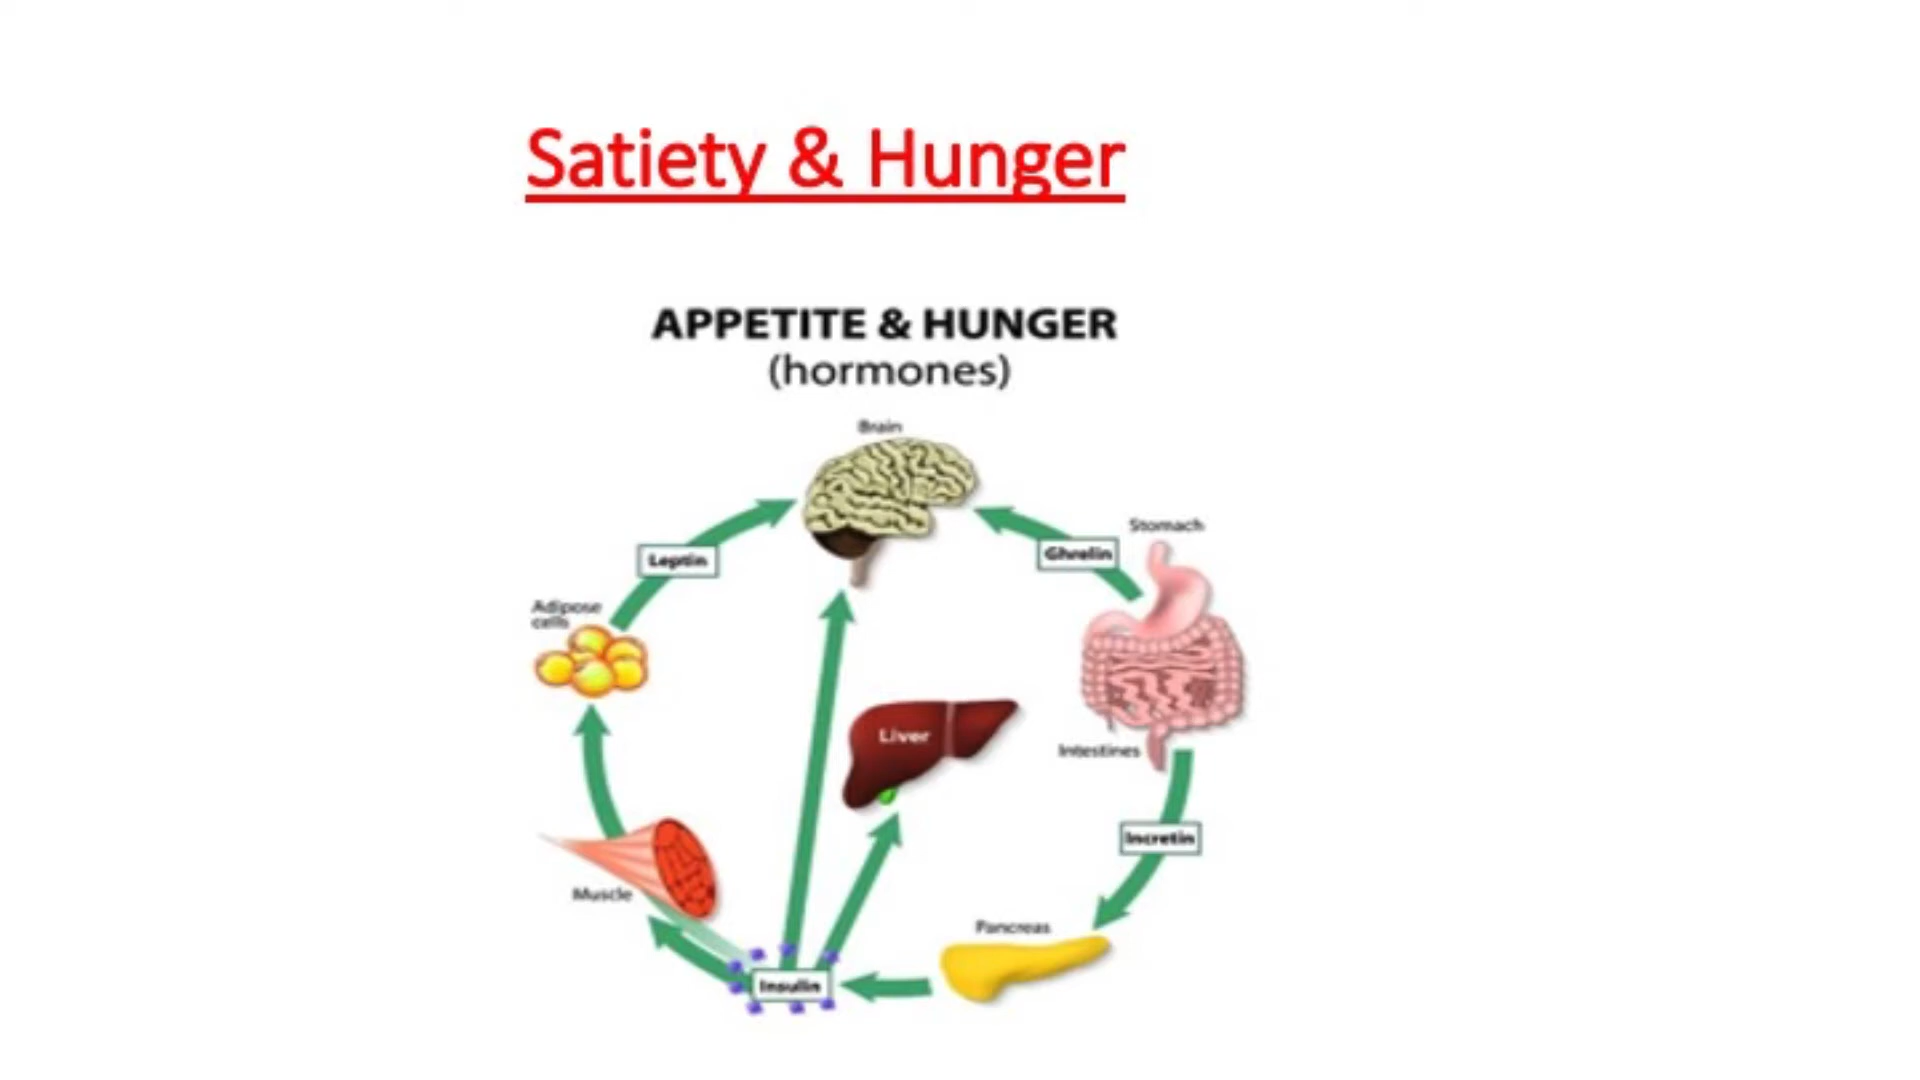 Satiety & Hunger
APPETITE & HUNGER
(hormones)
Brain
Stomach
Ghrelin
Leptin
Adipose
cells
Liver
Intestines
Incretin
Muscle
Pancreas
Insulin